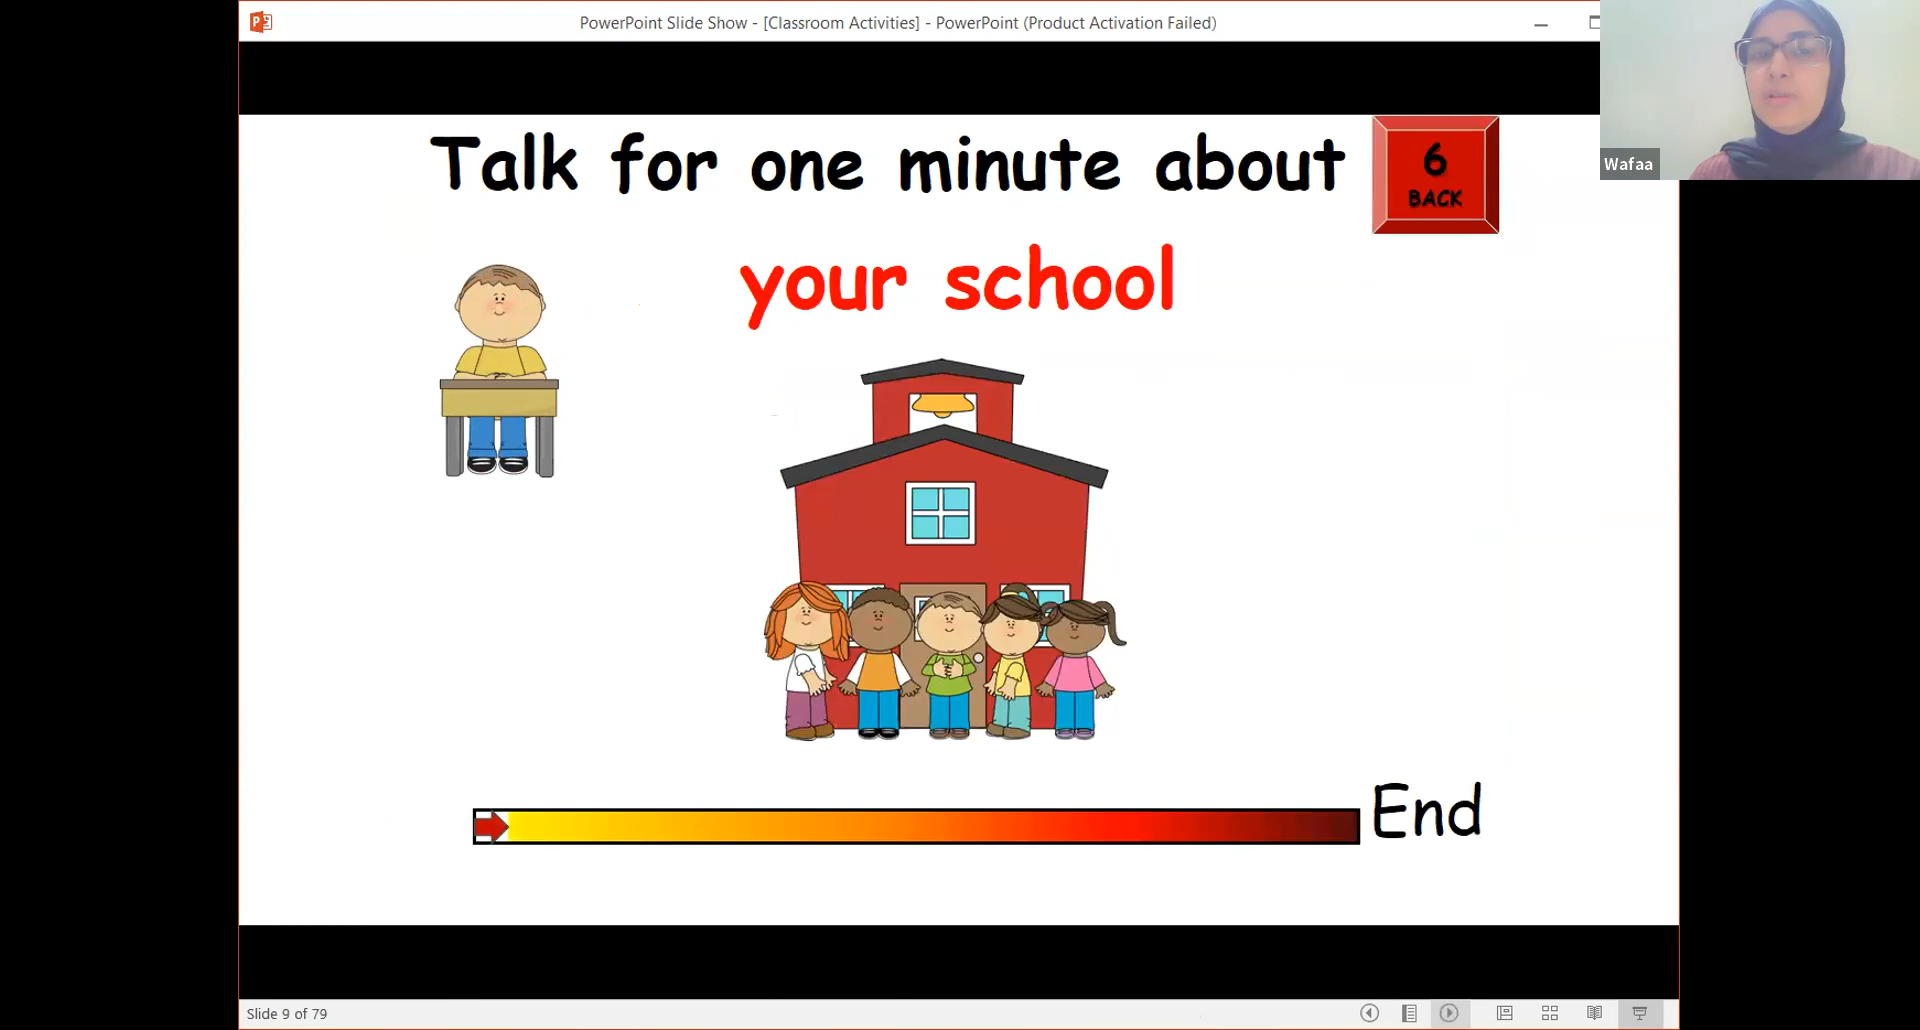 PowerPoint Slide Show - [Classroom Activities] - PowerPoint (Product Activation Failed)
Wafaa
Talk for one minute about
6
BACK
your school
End
Slide 9 of 79